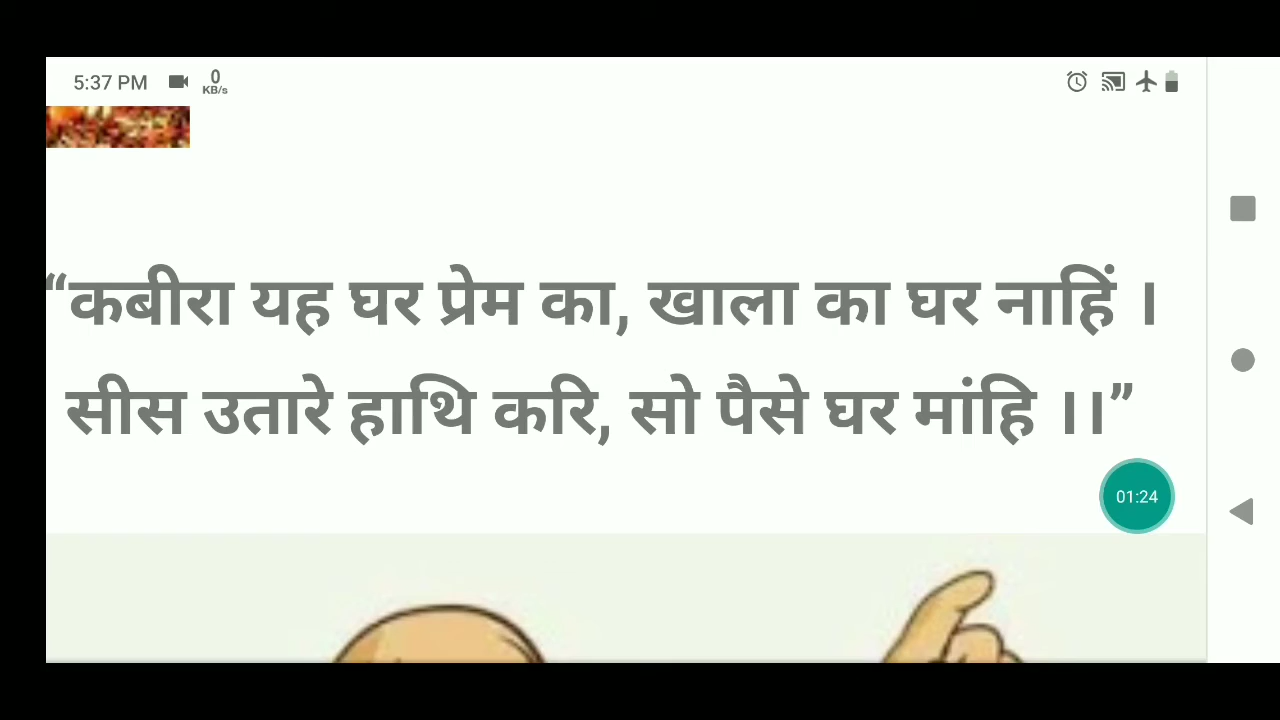 5:37 PM 0 KB/s
“कबीरा यह घर प्रेम का, खाला का घर नाहिं ।
सीस उतारे हाथि करि, सो पैसे घर मांहि ।।”
01:24